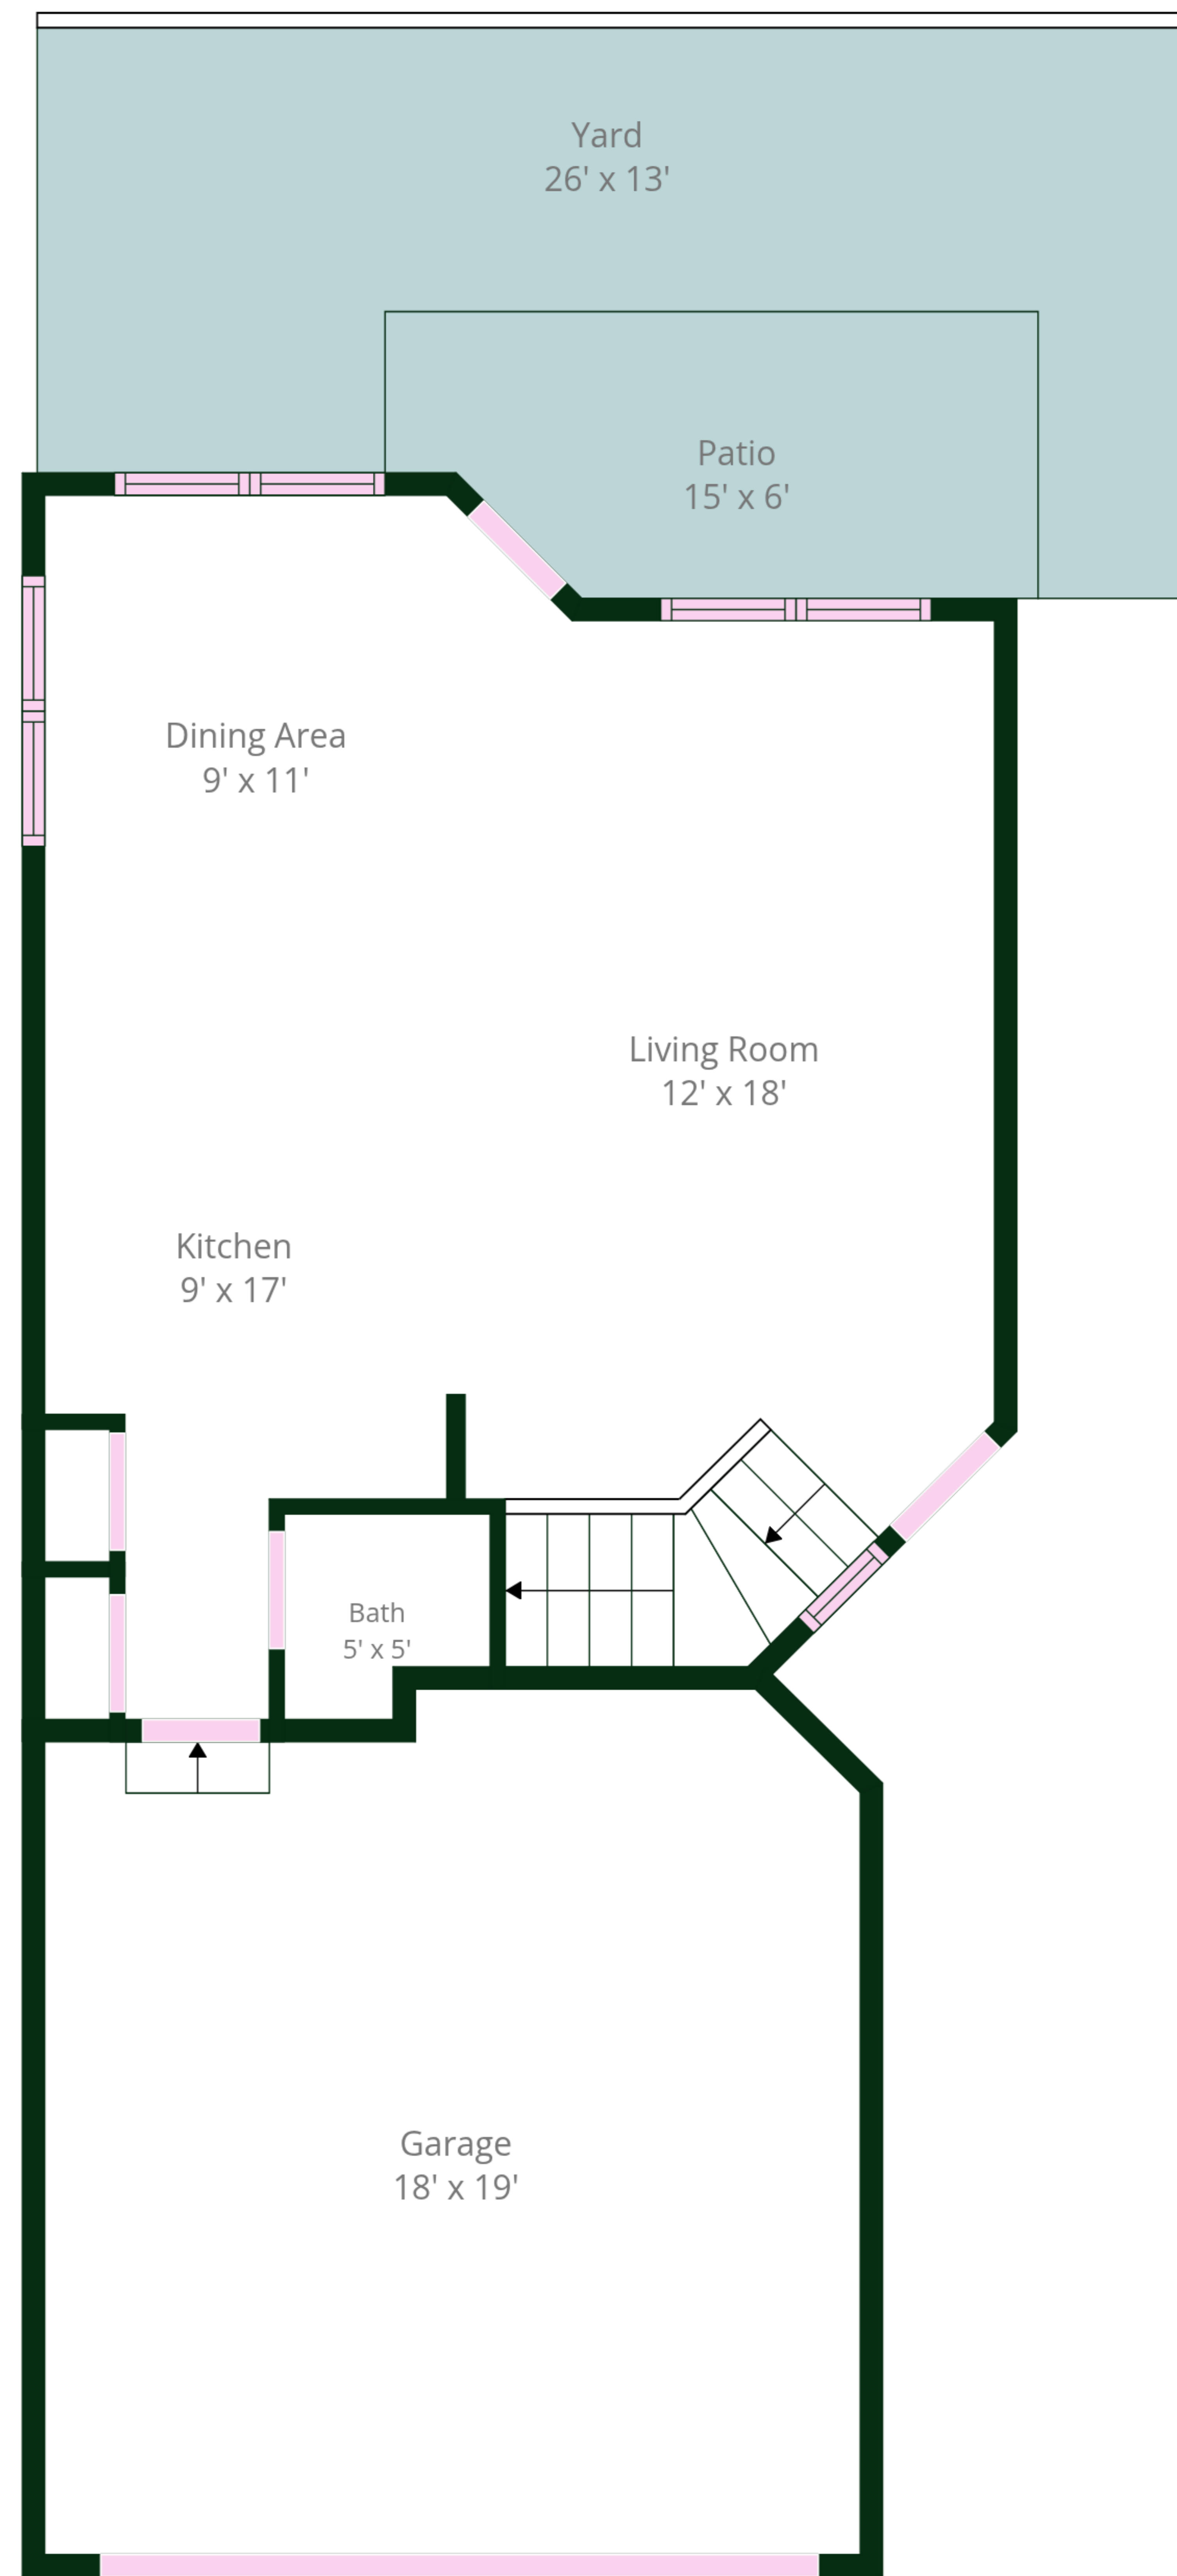 Yard
26' x 13'
Patio
15' x 6'
Dining Area
9' x 11'
Living Room
12' x 18'
Kitchen
9' x 17'
Bath
5' x 5'
Garage
18' x 19'